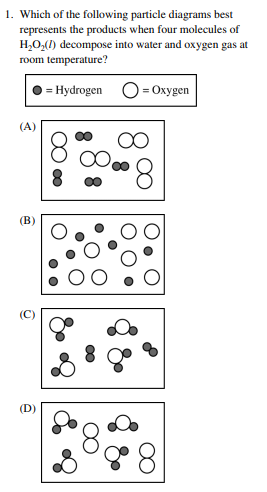 1. Which of the following particle diagrams best
represents the products when four molecules of
H₂O₂(l) decompose into water and oxygen gas at
room temperature?
= Hydrogen = Oxygen
(A)
(B)
(C)
(D)